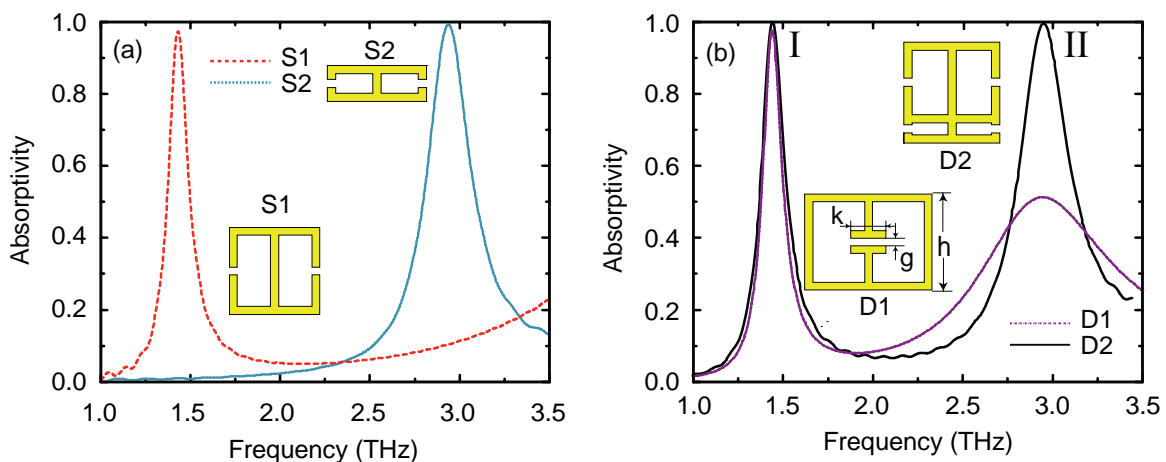 (a)
S1
S2
S2
S1
Absorptivity
1.0
0.8
0.6
0.4
0.2
0.0
1.0 1.5 2.0 2.5 3.0 3.5
Frequency (THz)
(b)
I
II
D2
k
g
h
D1
D1
D2
Absorptivity
1.0
0.8
0.6
0.4
0.2
0.0
1.0 1.5 2.0 2.5 3.0 3.5
Frequency (THz)